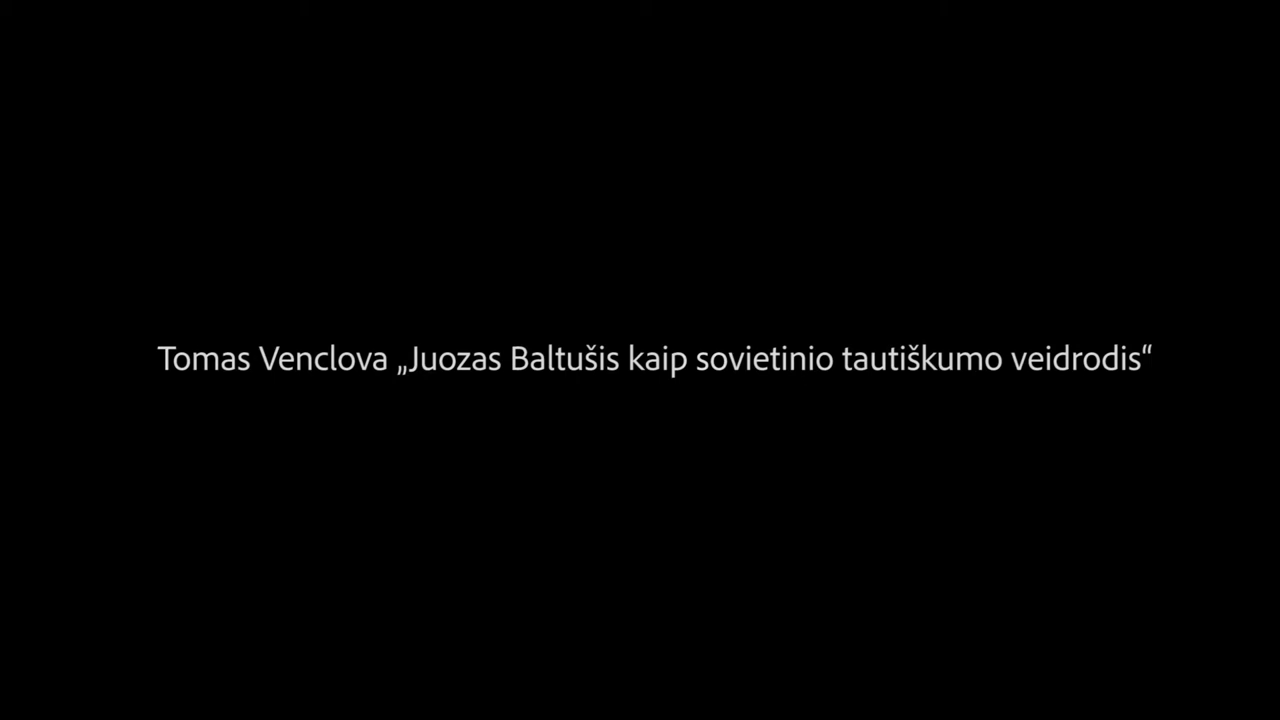 Tomas Venclova „Juozas Baltušis kaip sovietinio tautiškumo veidrodis“